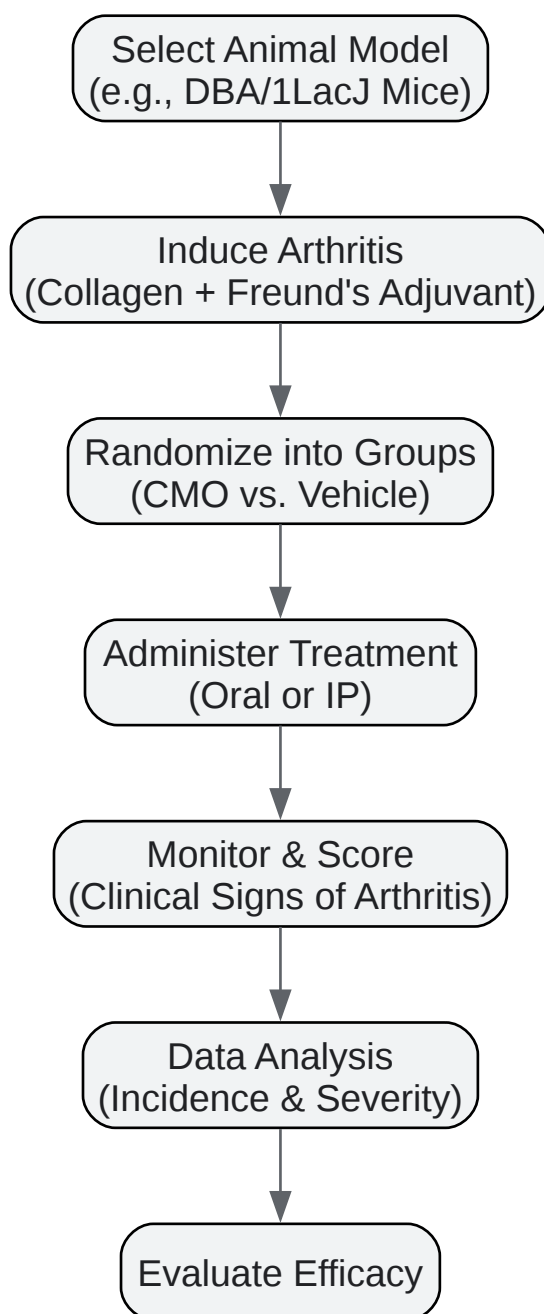 Select Animal Model
(e.g., DBA/1LacJ Mice)
Induce Arthritis
(Collagen + Freund's Adjuvant)
Randomize into Groups
(CMO vs. Vehicle)
Administer Treatment
(Oral or IP)
Monitor & Score
(Clinical Signs of Arthritis)
Data Analysis
(Incidence & Severity)
Evaluate Efficacy